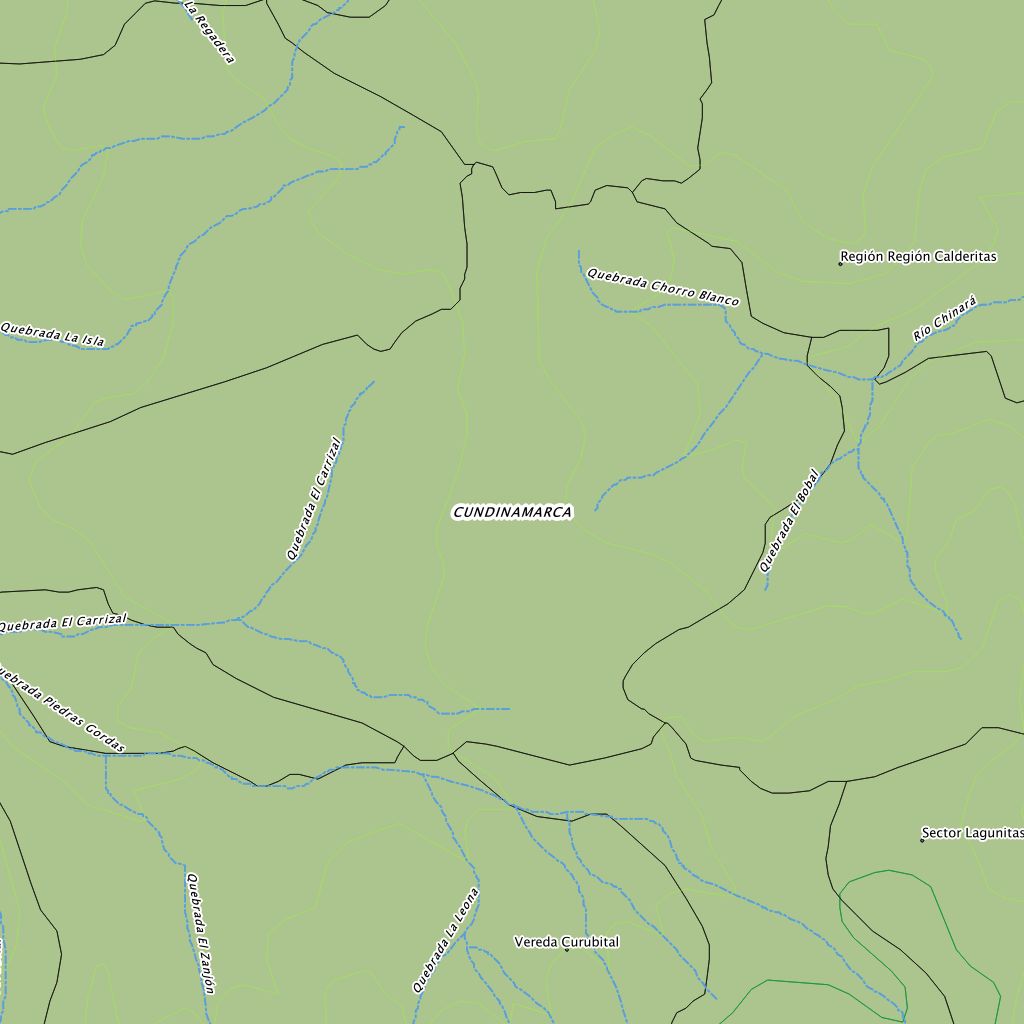 La Regadera
Región Región Calderitas
Quebrada Chorro Blanco
Río Chinará
Quebrada La Isla
Quebrada El Carrizal
CUNDINAMARCA
Quebrada El Bobal
Quebrada El Carrizal
Quebrada Piedras Gordas
Sector Lagunitas
Quebrada El Zanjón
Quebrada La Leona
Vereda Curubital